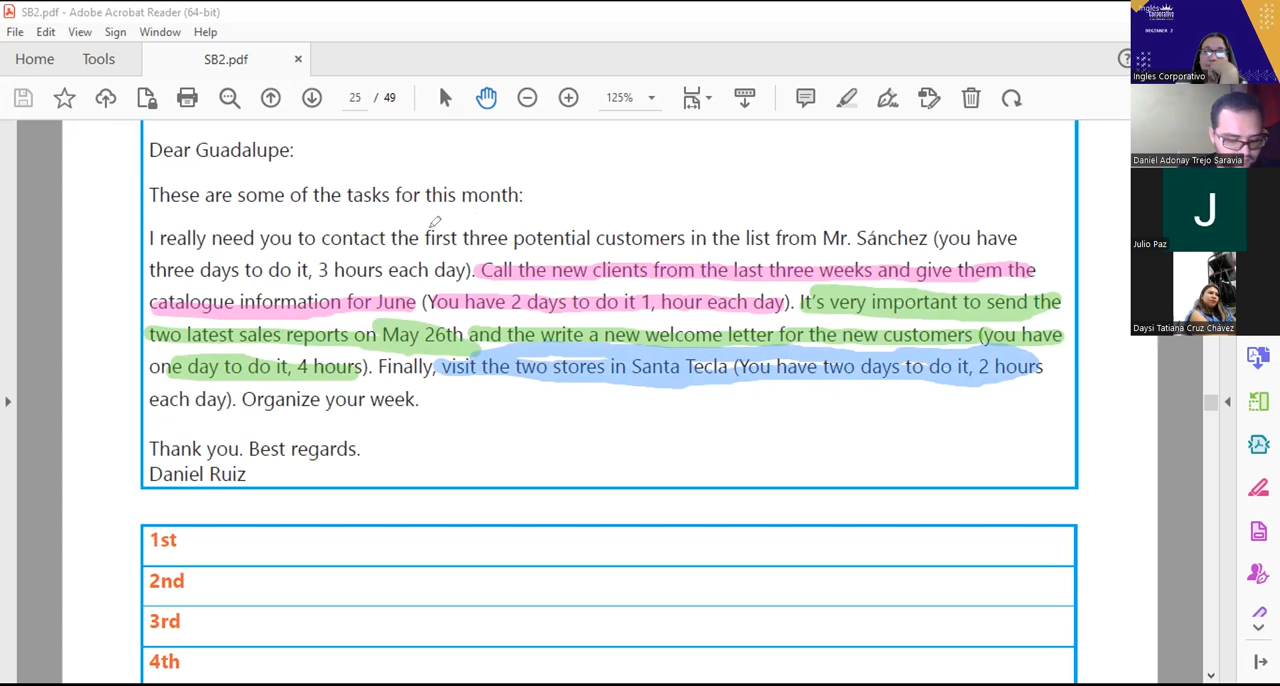 SB2.pdf - Adobe Acrobat Reader (64-bit)
File Edit View Sign Window Help
Home Tools SB2.pdf ×
25 / 49 125%
Dear Guadalupe:
These are some of the tasks for this month:
I really need you to contact the first three potential customers in the list from Mr. Sánchez (you have
three days to do it, 3 hours each day). Call the new clients from the last three weeks and give them the
catalogue information for June (You have 2 days to do it 1, hour each day). It's very important to send the
two latest sales reports on May 26th and the write a new welcome letter for the new customers (you have
one day to do it, 4 hours). Finally, visit the two stores in Santa Tecla (You have two days to do it, 2 hours
each day). Organize your week.
Thank you. Best regards.
Daniel Ruiz
1st
2nd
3rd
4th
Inglés
Corporativo
BEGINNER 2
Ingles Corporativo
Daniel Adonay Trejo Saravia
J
Julio Paz
Daysi Tatiana Cruz Chávez